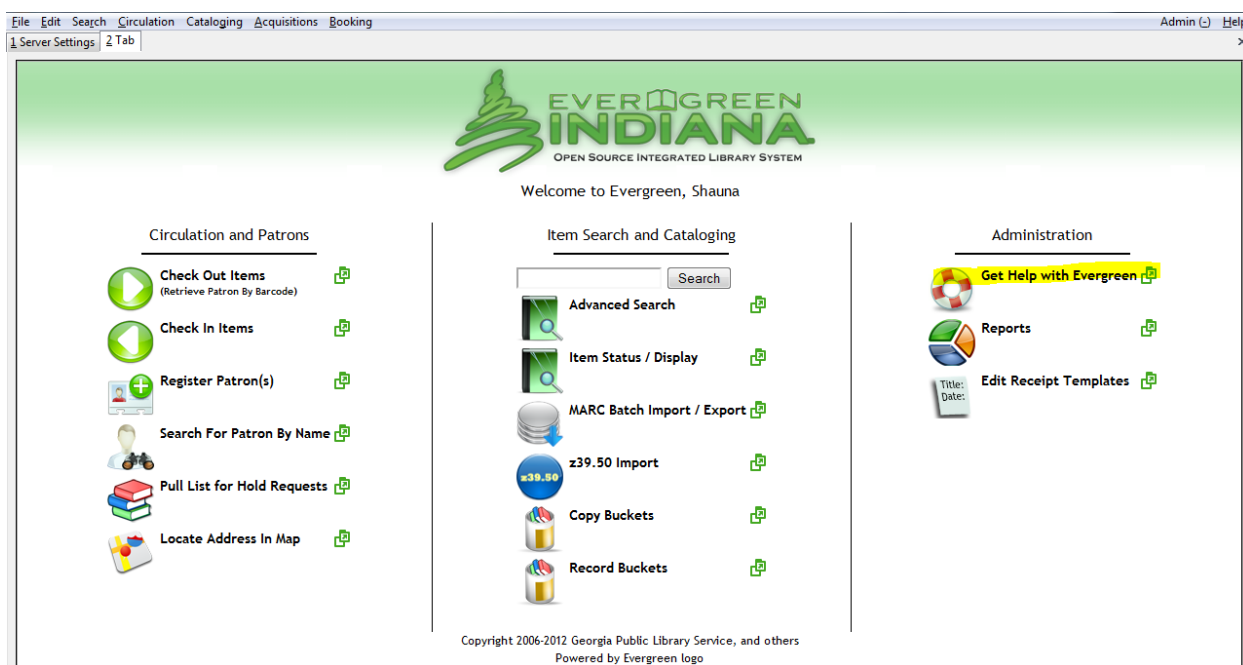 File Edit Search Circulation Cataloging Acquisitions Booking Admin (-) Help
1 Server Settings 2 Tab ×
EVERGREEN
INDIANA
OPEN SOURCE INTEGRATED LIBRARY SYSTEM
Welcome to Evergreen, Shauna
Circulation and Patrons
Check Out Items
(Retrieve Patron By Barcode)
Check In Items
Register Patron(s)
Search For Patron By Name
Pull List for Hold Requests
Locate Address In Map
Item Search and Cataloging
Search
Advanced Search
Item Status / Display
MARC Batch Import / Export
z39.50
z39.50 Import
Copy Buckets
Record Buckets
Administration
Get Help with Evergreen
Reports
Title:
Date:
Edit Receipt Templates
Copyright 2006-2012 Georgia Public Library Service, and others
Powered by Evergreen logo